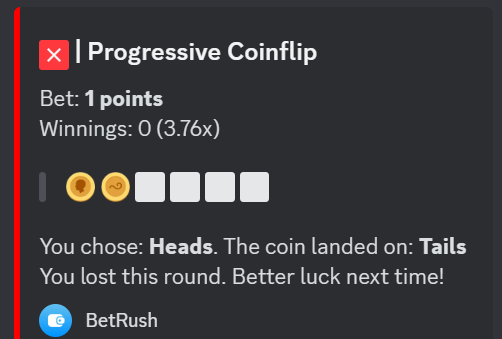 | Progressive Coinflip
Bet: 1 points
Winnings: 0 (3.76x)
You chose: Heads. The coin landed on: Tails
You lost this round. Better luck next time!
BetRush